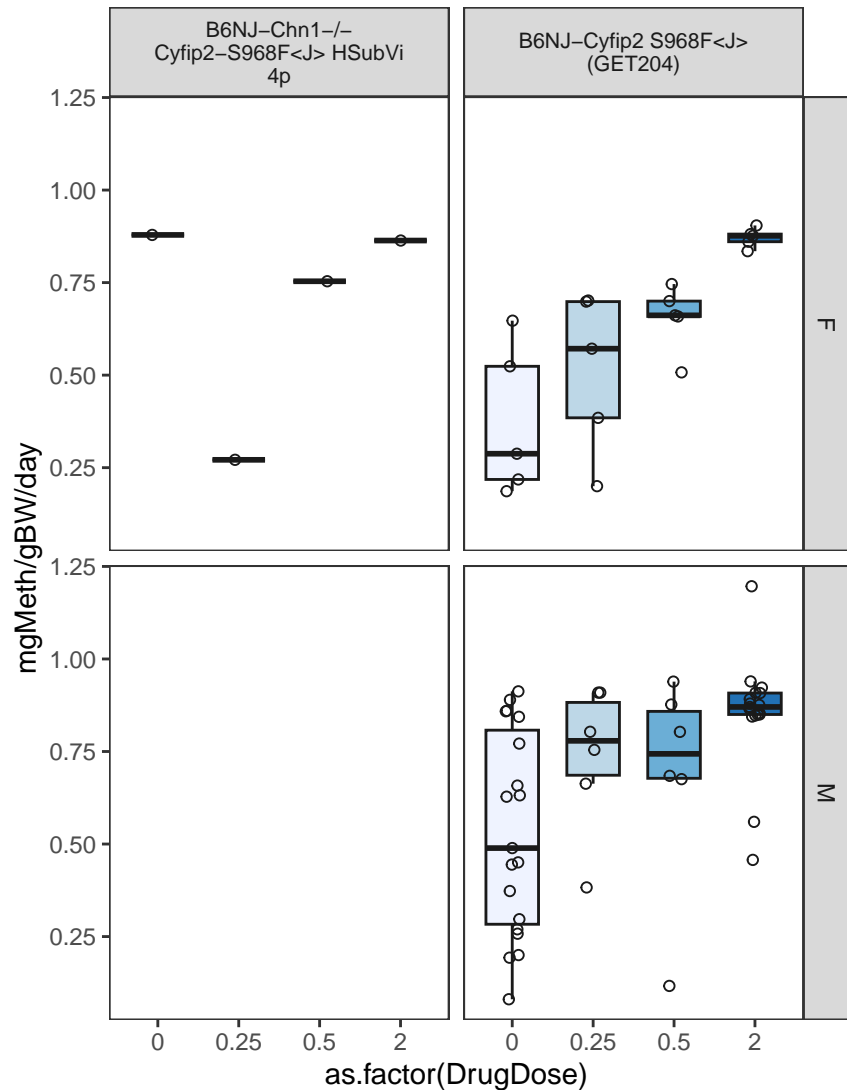 B6NJ−Chn1−/−
Cyfip2−S968F<J> HSubVi
4p
B6NJ−Cyfip2 S968F<J>
(GET204)
1.25
1.00
0.75
0.50
0.25
F
1.25
1.00
0.75
0.50
0.25
M
mgMeth/gBW/day
0 0.25 0.5 2
0 0.25 0.5 2
as.factor(DrugDose)